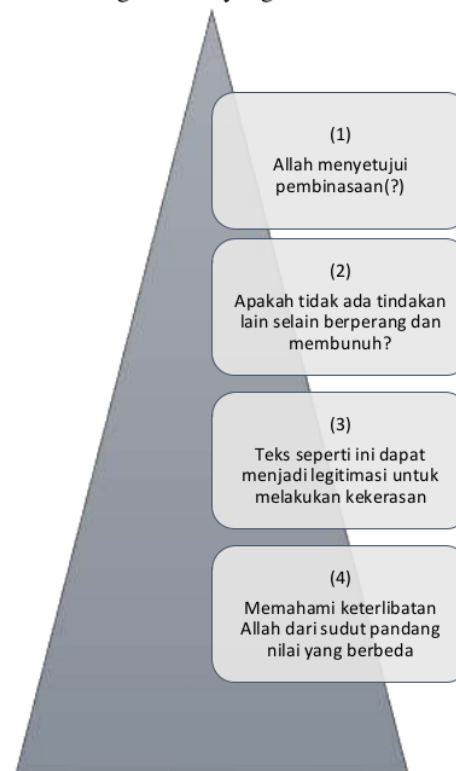 (1)
Allah menyetujui
pembinasaan(?)
(2)
Apakah tidak ada tindakan
lain selain berperang dan
membunuh?
(3)
Teks seperti ini dapat
menjadi legitimasi untuk
melakukan kekerasan
(4)
Memahami keterlibatan
Allah dari sudut pandang
nilai yang berbeda